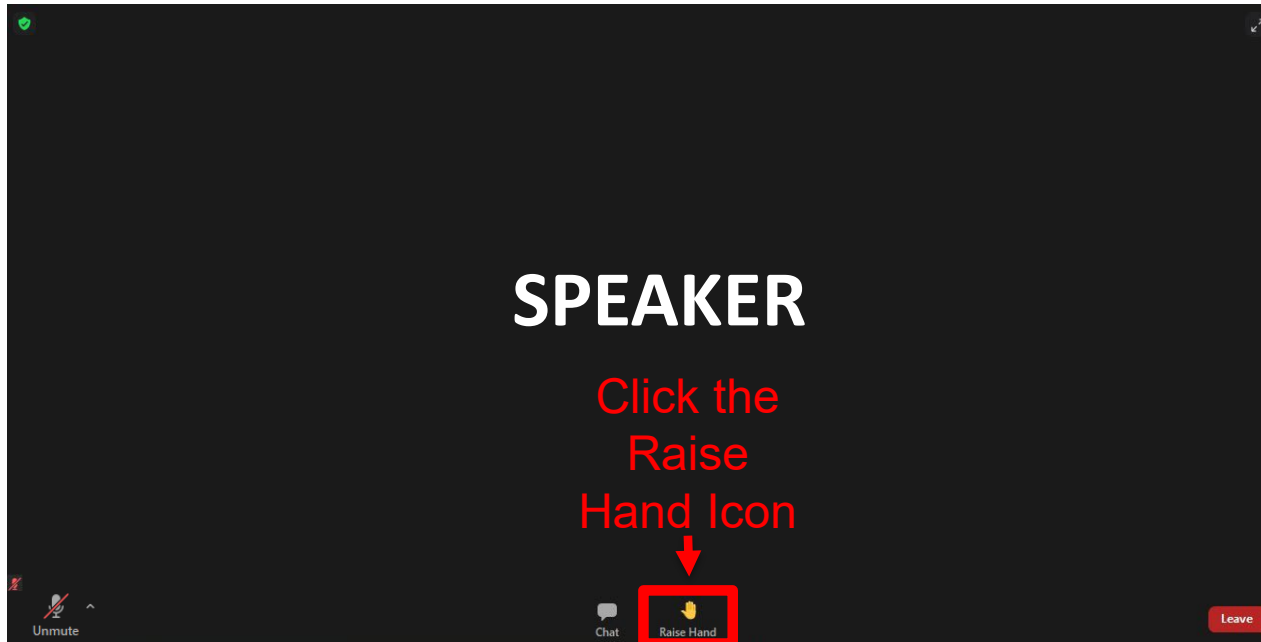 SPEAKER
Click the
Raise
Hand Icon
Unmute
Chat
Raise Hand
Leave